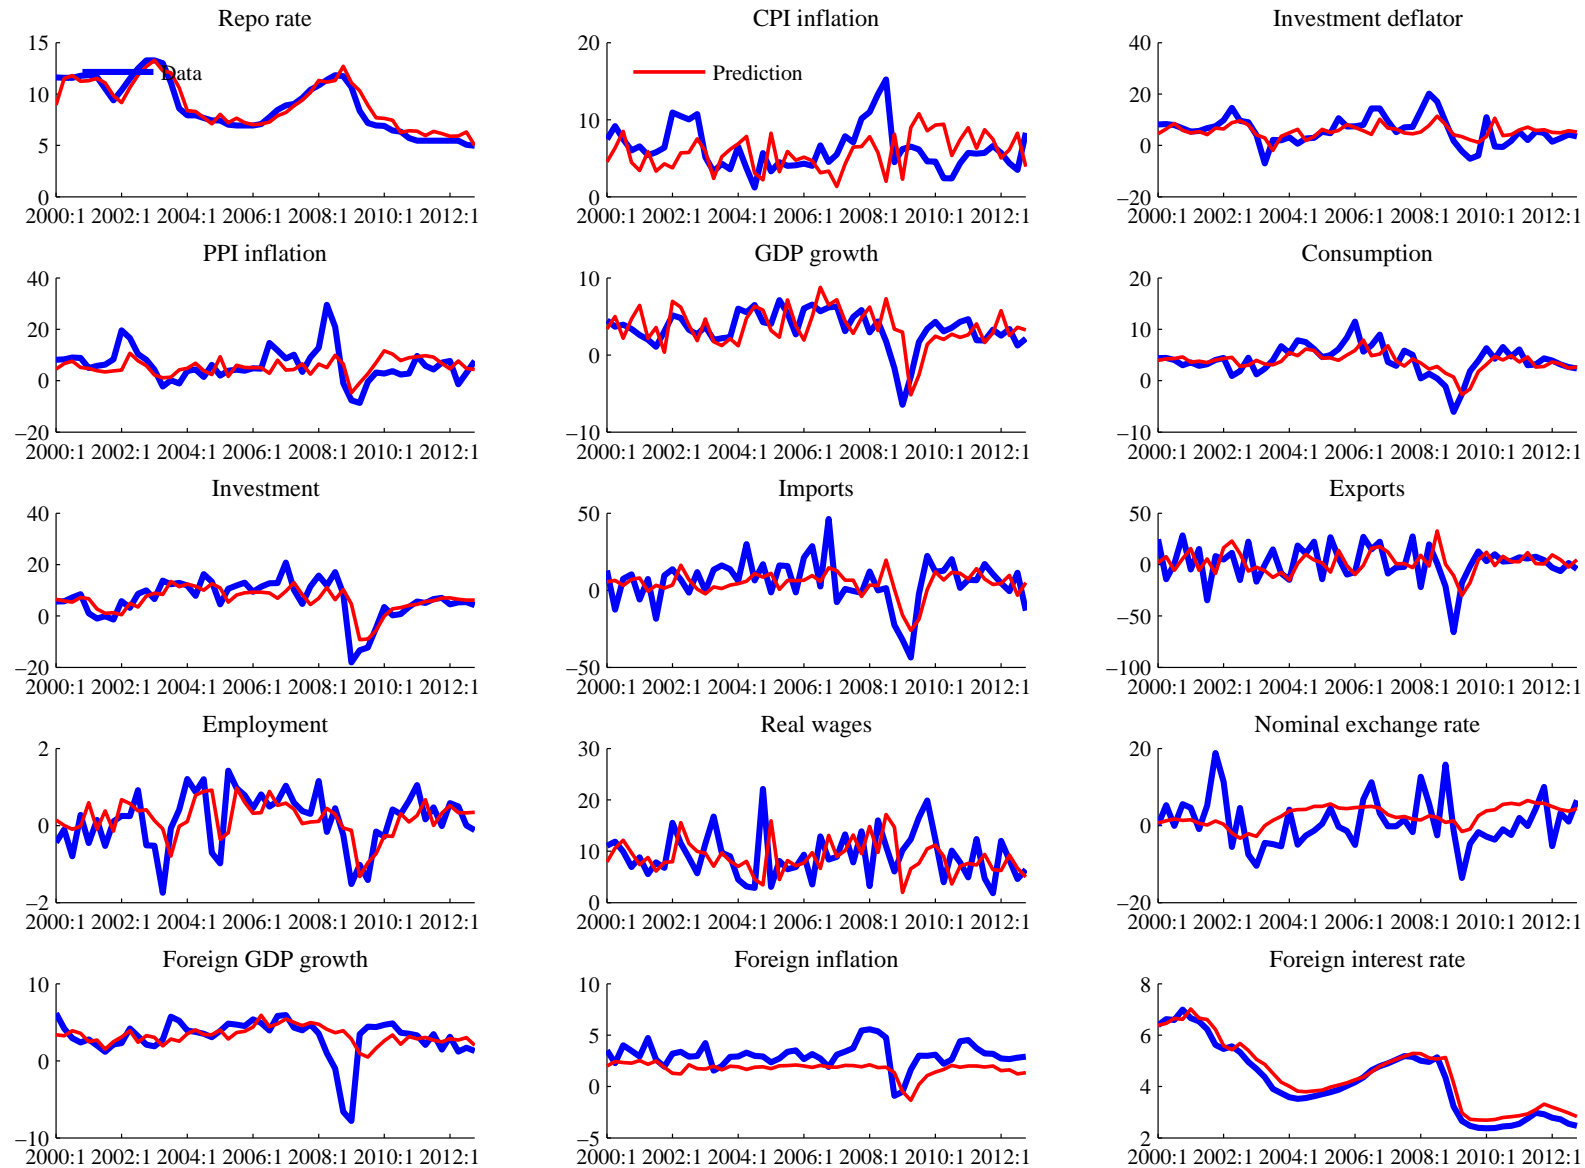 Repo rate
CPI inflation
Investment deflator
15
10
5
0
Data
20
10
0
Prediction
40
20
0
−20
2000:1 2002:1 2004:1 2006:1 2008:1 2010:1 2012:1
2000:1 2002:1 2004:1 2006:1 2008:1 2010:1 2012:1
2000:1 2002:1 2004:1 2006:1 2008:1 2010:1 2012:1
PPI inflation
GDP growth
Consumption
40
20
0
−20
10
0
−10
20
10
0
−10
2000:1 2002:1 2004:1 2006:1 2008:1 2010:1 2012:1
2000:1 2002:1 2004:1 2006:1 2008:1 2010:1 2012:1
2000:1 2002:1 2004:1 2006:1 2008:1 2010:1 2012:1
Investment
Imports
Exports
40
20
0
−20
50
0
−50
50
0
−50
−100
2000:1 2002:1 2004:1 2006:1 2008:1 2010:1 2012:1
2000:1 2002:1 2004:1 2006:1 2008:1 2010:1 2012:1
2000:1 2002:1 2004:1 2006:1 2008:1 2010:1 2012:1
Employment
Real wages
Nominal exchange rate
2
0
−2
30
20
10
0
20
0
−20
2000:1 2002:1 2004:1 2006:1 2008:1 2010:1 2012:1
2000:1 2002:1 2004:1 2006:1 2008:1 2010:1 2012:1
2000:1 2002:1 2004:1 2006:1 2008:1 2010:1 2012:1
Foreign GDP growth
Foreign inflation
Foreign interest rate
10
0
−10
10
5
0
−5
8
6
4
2
2000:1 2002:1 2004:1 2006:1 2008:1 2010:1 2012:1
2000:1 2002:1 2004:1 2006:1 2008:1 2010:1 2012:1
2000:1 2002:1 2004:1 2006:1 2008:1 2010:1 2012:1